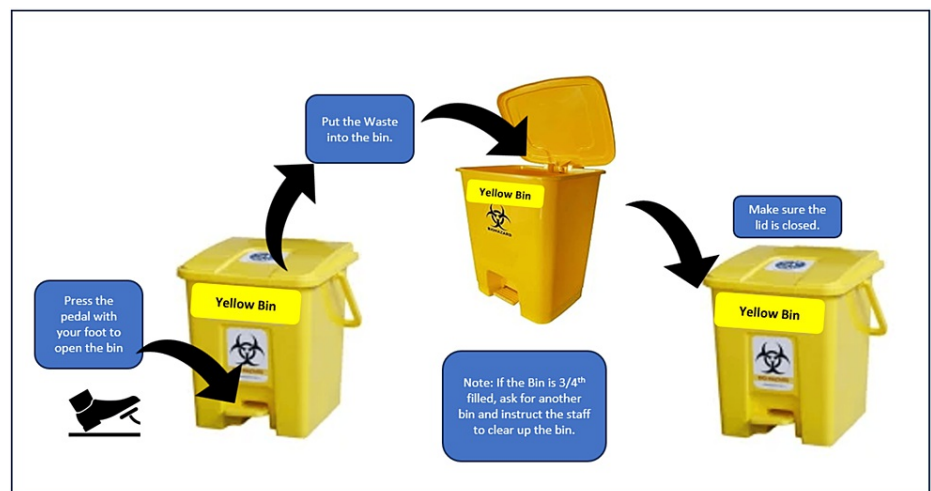 Put the Waste
into the bin.
Yellow Bin
BIOHAZARD
Make sure the
lid is closed.
Press the
pedal with
your foot to
open the bin
Yellow Bin
Yellow Bin
Note: If the Bin is 3/4th
filled, ask for another
bin and instruct the staff
to clear up the bin.